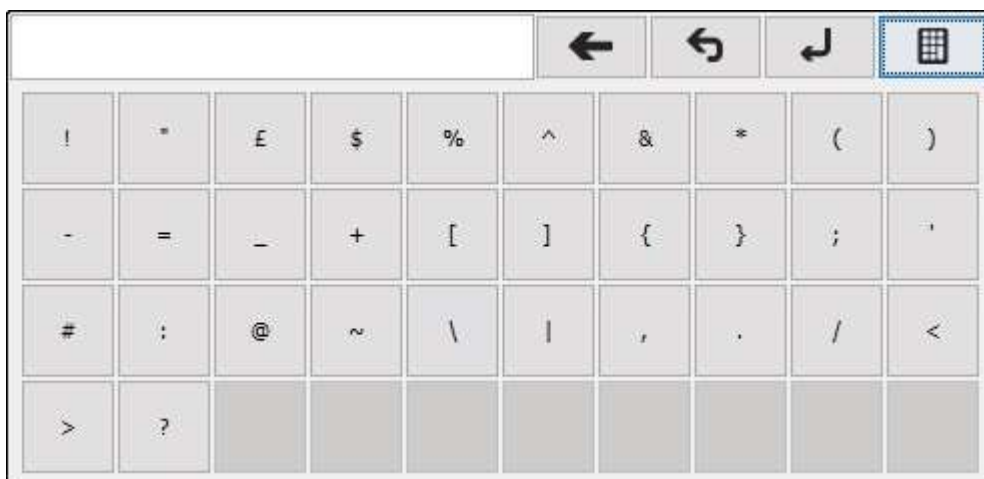 ! " £ $ % ^ & * ( )
- = _ + [ ] { } ; '
# : @ ~ \ | , . / <
> ?